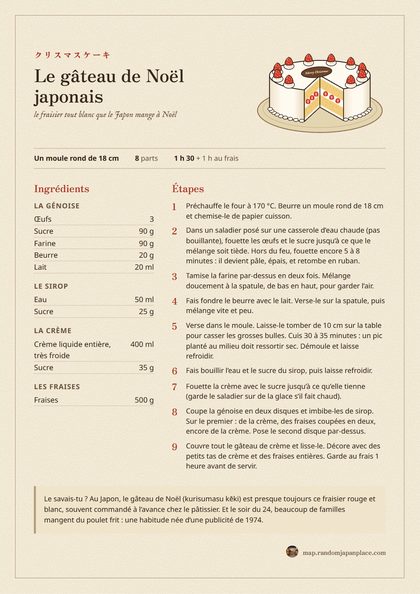 クリスマスケーキ
Le gâteau de Noël
japonais
le fraisier tout blanc que le Japon mange à Noël
Merry Christmas
Un moule rond de 18 cm 8 parts 1 h 30 + 1 h au frais
Ingrédients
LA GÉNOISE
Œufs 3
Sucre 90 g
Farine 90 g
Beurre 20 g
Lait 20 ml
LE SIROP
Eau 50 ml
Sucre 25 g
LA CRÈME
Crème liquide entière, 400 ml
très froide
Sucre 35 g
LES FRAISES
Fraises 500 g
Étapes
1 Préchauffe le four à 170 °C. Beurre un moule rond de 18 cm
et chemise-le de papier cuisson.
2 Dans un saladier posé sur une casserole d'eau chaude (pas
bouillante), fouette les œufs et le sucre jusqu'à ce que le
mélange soit tiède. Hors du feu, fouette encore 5 à 8
minutes : il devient pâle, épais, et retombe en ruban.
3 Tamise la farine par-dessus en deux fois. Mélange
doucement à la spatule, de bas en haut, pour garder l'air.
4 Fais fondre le beurre avec le lait. Verse-le sur la spatule, puis
mélange vite et peu.
5 Verse dans le moule. Laisse-le tomber de 10 cm sur la table
pour casser les grosses bulles. Cuis 30 à 35 minutes : un pic
planté au milieu doit ressortir sec. Démoule et laisse
refroidir.
6 Fais bouillir l'eau et le sucre du sirop, puis laisse refroidir.
7 Fouette la crème avec le sucre jusqu'à ce qu'elle tienne
(garde le saladier sur de la glace s'il fait chaud).
8 Coupe la génoise en deux disques et imbibe-les de sirop.
Sur le premier : de la crème, des fraises coupées en deux,
encore de la crème. Pose le second disque par-dessus.
9 Couvre tout le gâteau de crème et lisse-le. Décore avec des
petits tas de crème et des fraises entières. Garde au frais 1
heure avant de servir.
Le savais-tu ? Au Japon, le gâteau de Noël (kurisumasu kēki) est presque toujours ce fraisier rouge et
blanc, souvent commandé à l'avance chez le pâtissier. Et le soir du 24, beaucoup de familles
mangent du poulet frit : une habitude née d'une publicité de 1974.
map.randomjapanplace.com